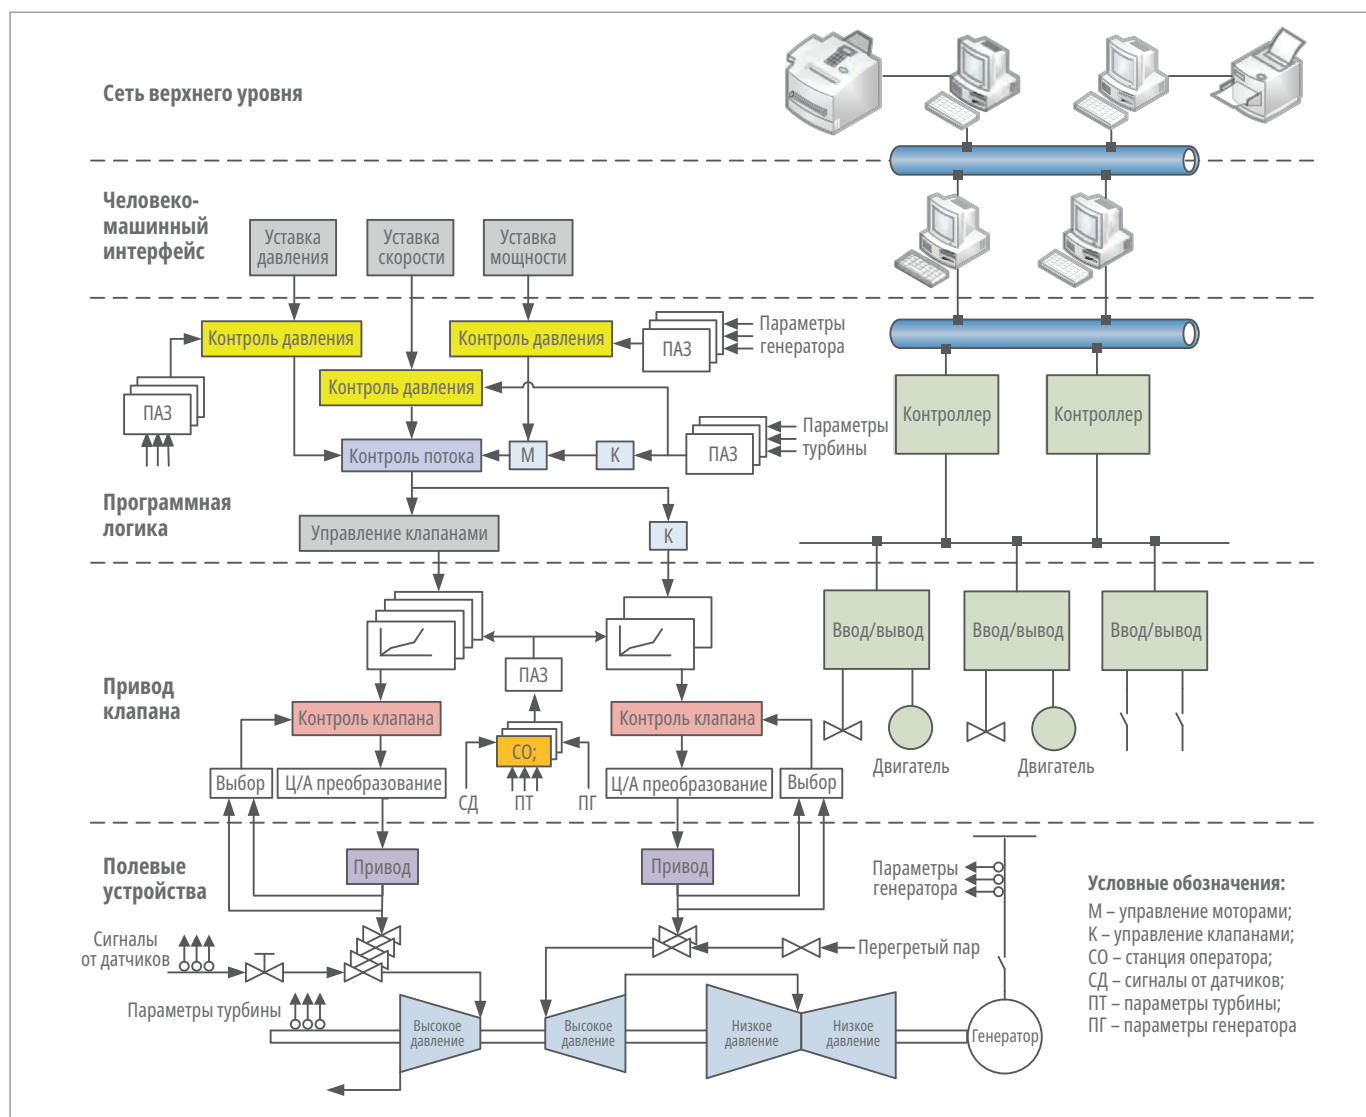 Сеть верхнего уровня
Человеко-
машинный
интерфейс
Уставка
давления
Уставка
скорости
Уставка
мощности
Контроль давления
Контроль давления
ПАЗ
Параметры
генератора
ПАЗ
Контроль давления
Контроллер
Контроллер
Контроль потока
М
К
ПАЗ
Параметры
турбины
Программная
логика
Управление клапанами
К
Привод
клапана
ПАЗ
Ввод/вывод
Ввод/вывод
Ввод/вывод
Контроль клапана
СО;
Контроль клапана
Двигатель
Двигатель
Выбор
Ц/А преобразование
СД
ПТ
ПГ
Ц/А преобразование
Выбор
Полевые
устройства
Привод
Привод
Параметры
генератора
Сигналы
от датчиков
Перегретый пар
Параметры турбины
Высокое
давление
Высокое
давление
Низкое
давление
Низкое
давление
Генератор
Условные обозначения:
М – управление моторами;
К – управление клапанами;
СО – станция оператора;
СД – сигналы от датчиков;
ПТ – параметры турбины;
ПГ – параметры генератора